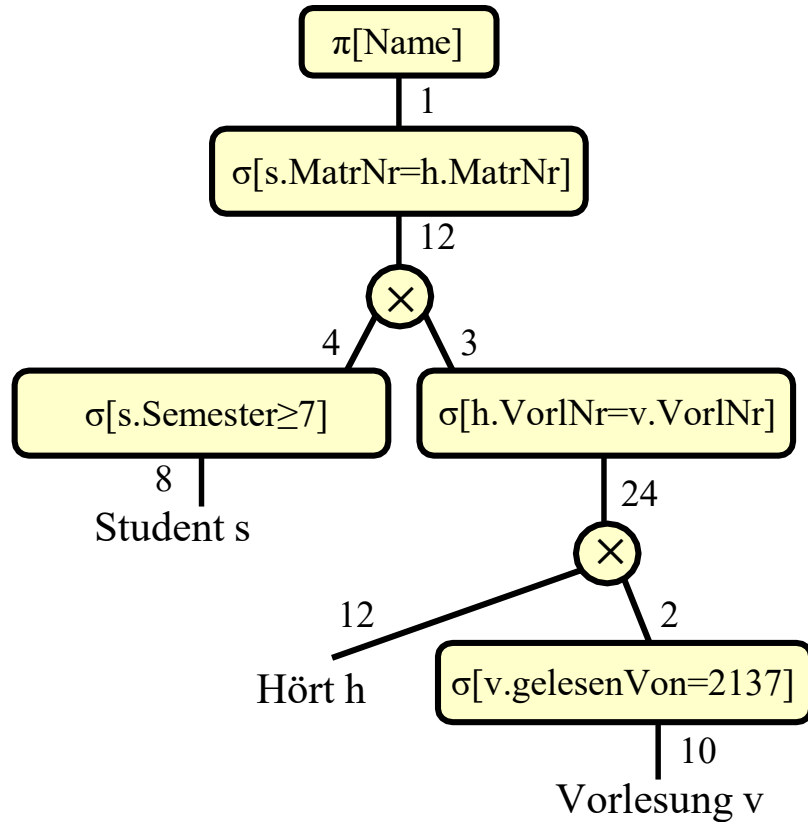 π[Name]
1
σ[s.MatrNr=h.MatrNr]
12
×
4
3
σ[s.Semester≥7]
σ[h.VorlNr=v.VorlNr]
8
24
Student s
×
12
2
Hört h
σ[v.gelesenVon=2137]
10
Vorlesung v